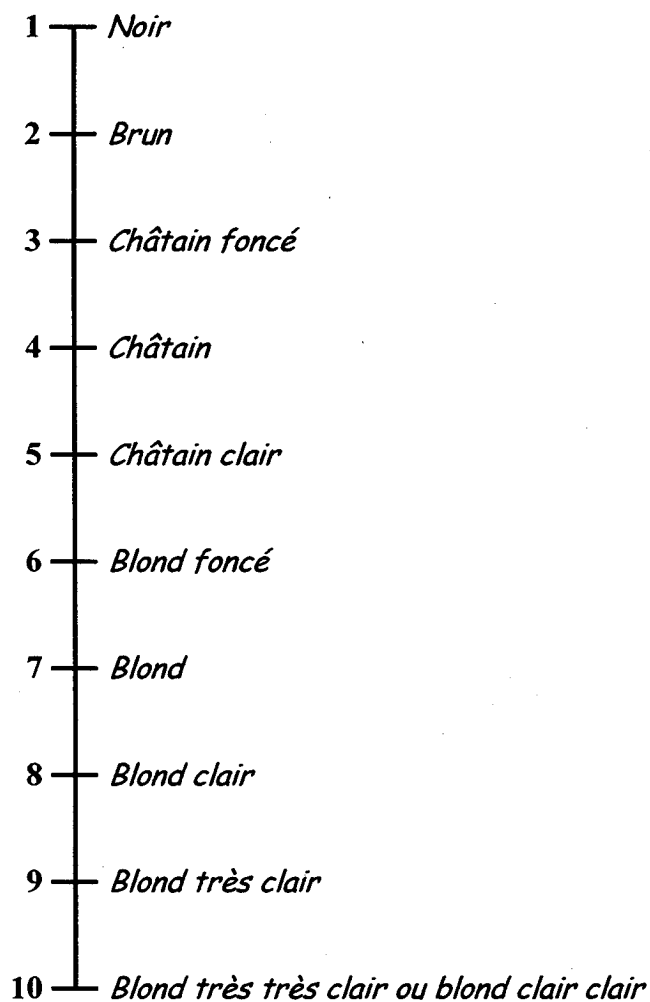 1 Noir
2 Brun
3 Châtain foncé
4 Châtain
5 Châtain clair
6 Blond foncé
7 Blond
8 Blond clair
9 Blond très clair
10 Blond très très clair ou blond clair clair